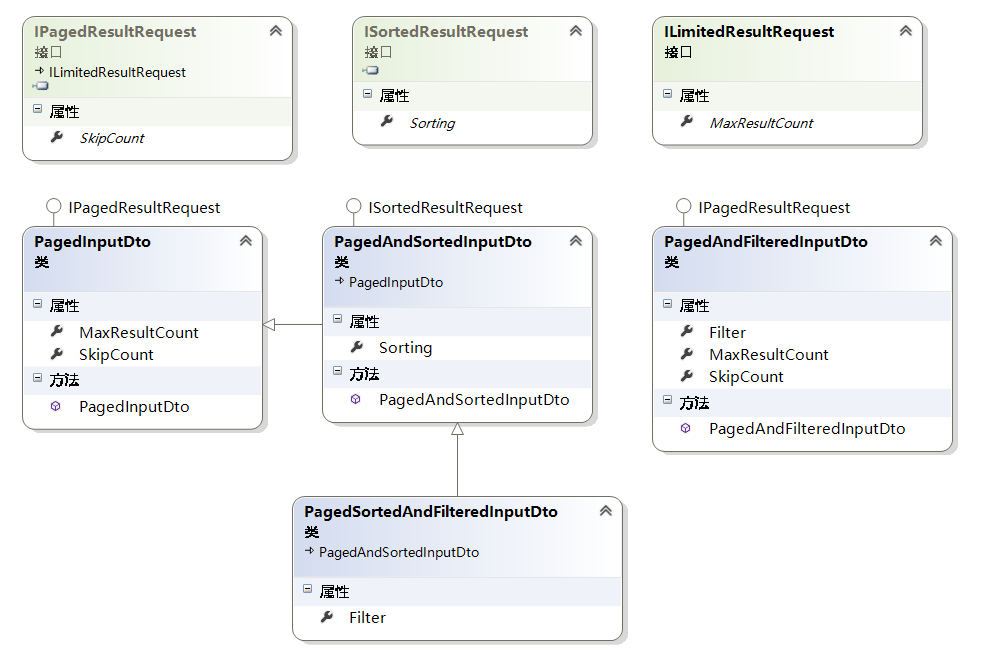 IPagedResultRequest
接口
ILimitedResultRequest
属性
SkipCount
ISortedResultRequest
接口
属性
Sorting
ILimitedResultRequest
接口
属性
MaxResultCount
IPagedResultRequest
PagedInputDto
类
属性
MaxResultCount
SkipCount
方法
PagedInputDto
ISortedResultRequest
PagedAndSortedInputDto
类
PagedInputDto
属性
Sorting
方法
PagedAndSortedInputDto
IPagedResultRequest
PagedAndFilteredInputDto
类
属性
Filter
MaxResultCount
SkipCount
方法
PagedAndFilteredInputDto
PagedSortedAndFilteredInputDto
类
PagedAndSortedInputDto
属性
Filter